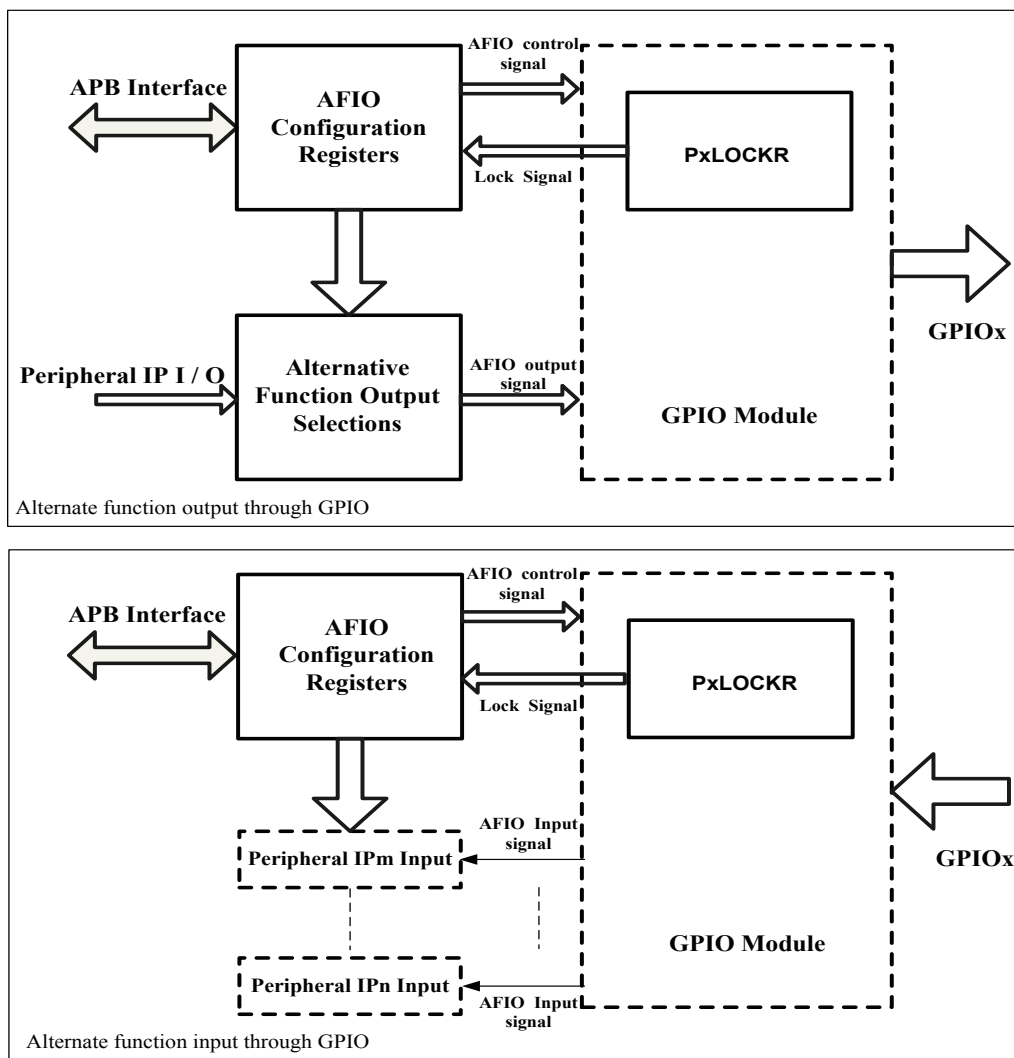 AFIO control
signal
APB Interface
AFIO
Configuration
Registers
PxLOCKR
Lock Signal
GPIOx
Peripheral IP I / O
Alternative
Function Output
Selections
AFIO output
signal
GPIO Module
Alternate function output through GPIO
AFIO control
signal
APB Interface
AFIO
Configuration
Registers
PxLOCKR
Lock Signal
AFIO Input
signal
Peripheral IPm Input
GPIOx
GPIO Module
Peripheral IPn Input
AFIO Input
signal
Alternate function input through GPIO